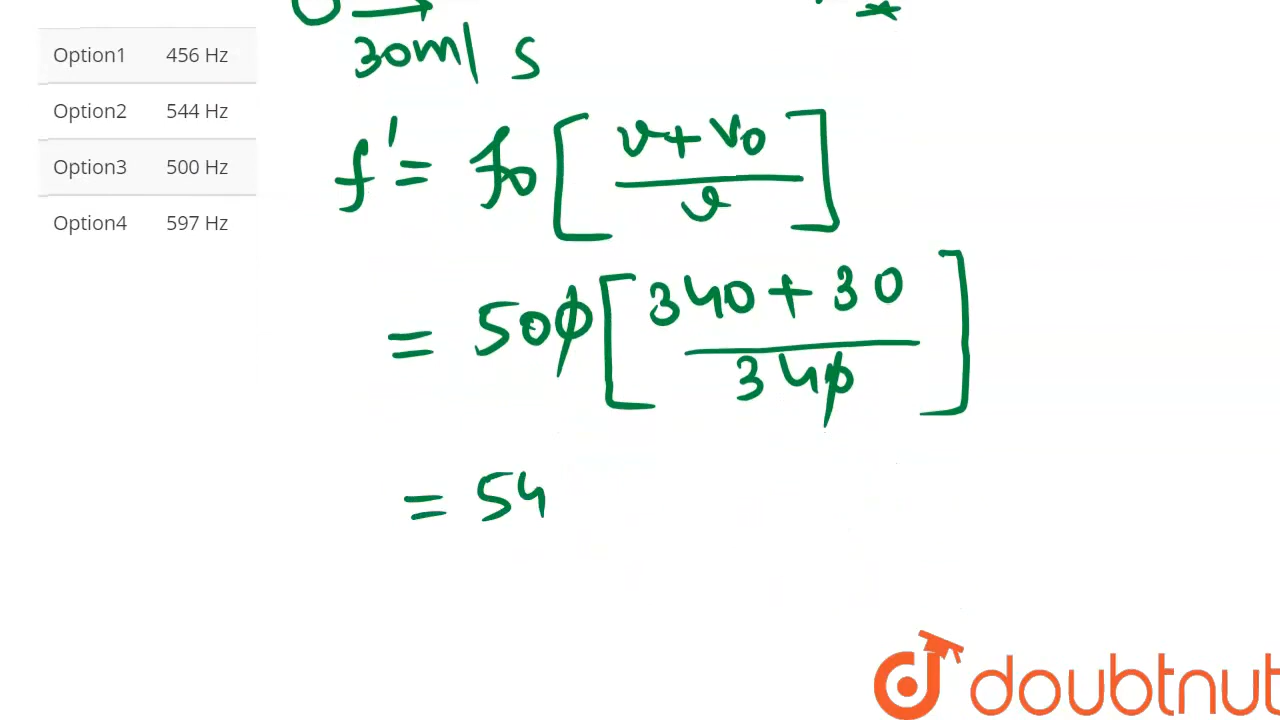 Option1 456 Hz
Option2 544 Hz
Option3 500 Hz
Option4 597 Hz
30m/s
f' = f₀ [ (v + v₀) / v ]
= 500 [ (340 + 30) / 340 ]
= 54
doubtnut